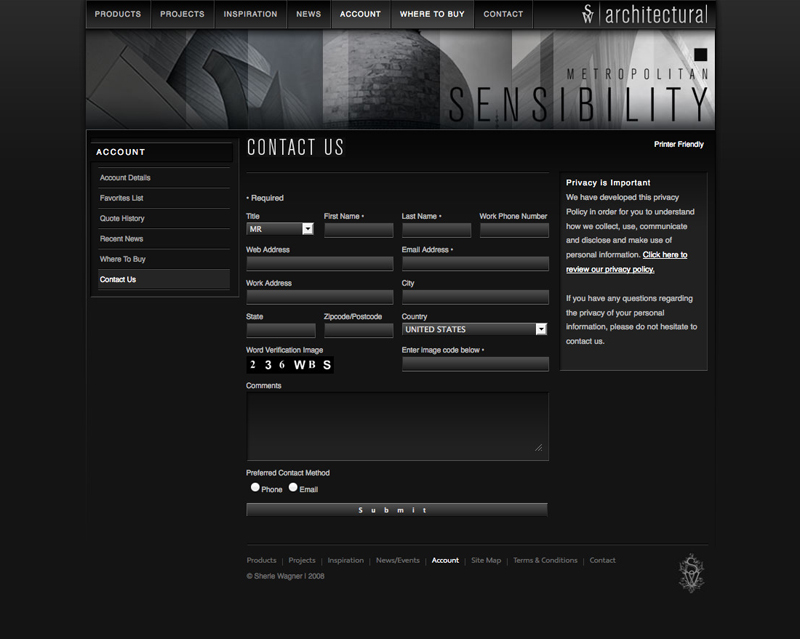 PRODUCTS PROJECTS INSPIRATION NEWS ACCOUNT WHERE TO BUY CONTACT
SW architectural
METROPOLITAN
SENSIBILITY
ACCOUNT
Account Details
Favorites List
Quote History
Recent News
Where To Buy
Contact Us
CONTACT US
Printer Friendly
• Required
Title First Name • Last Name • Work Phone Number
MR
Web Address Email Address •
Work Address City
State Zipcode/Postcode Country
UNITED STATES
Word Verification Image Enter image code below •
2 3 6 W B S
Comments
Preferred Contact Method
Phone Email
Submit
Privacy is Important
We have developed this privacy
Policy in order for you to understand
how we collect, use, communicate
and disclose and make use of
personal information. Click here to
review our privacy policy.
If you have any questions regarding
the privacy of your personal
information, please do not hesitate to
contact us.
Products | Projects | Inspiration | News/Events | Account | Site Map | Terms & Conditions | Contact
© Sherle Wagner | 2008